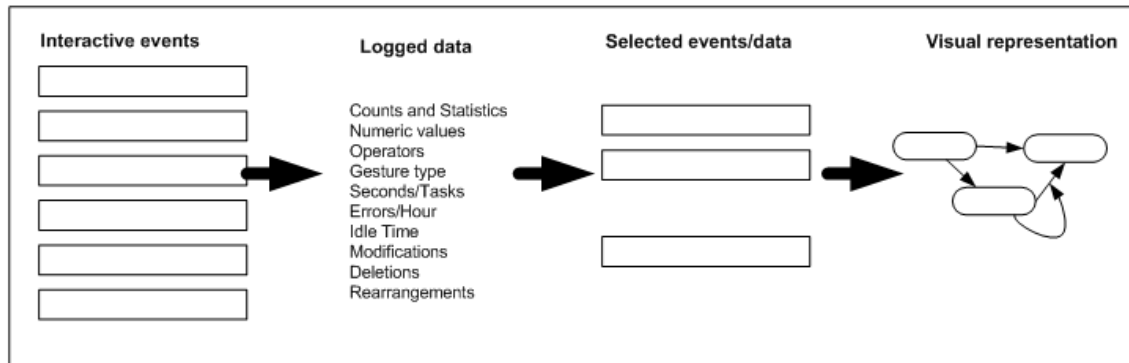 Interactive events
Logged data
Selected events/data
Visual representation
Counts and Statistics
Numeric values
Operators
Gesture type
Seconds/Tasks
Errors/Hour
Idle Time
Modifications
Deletions
Rearrangements